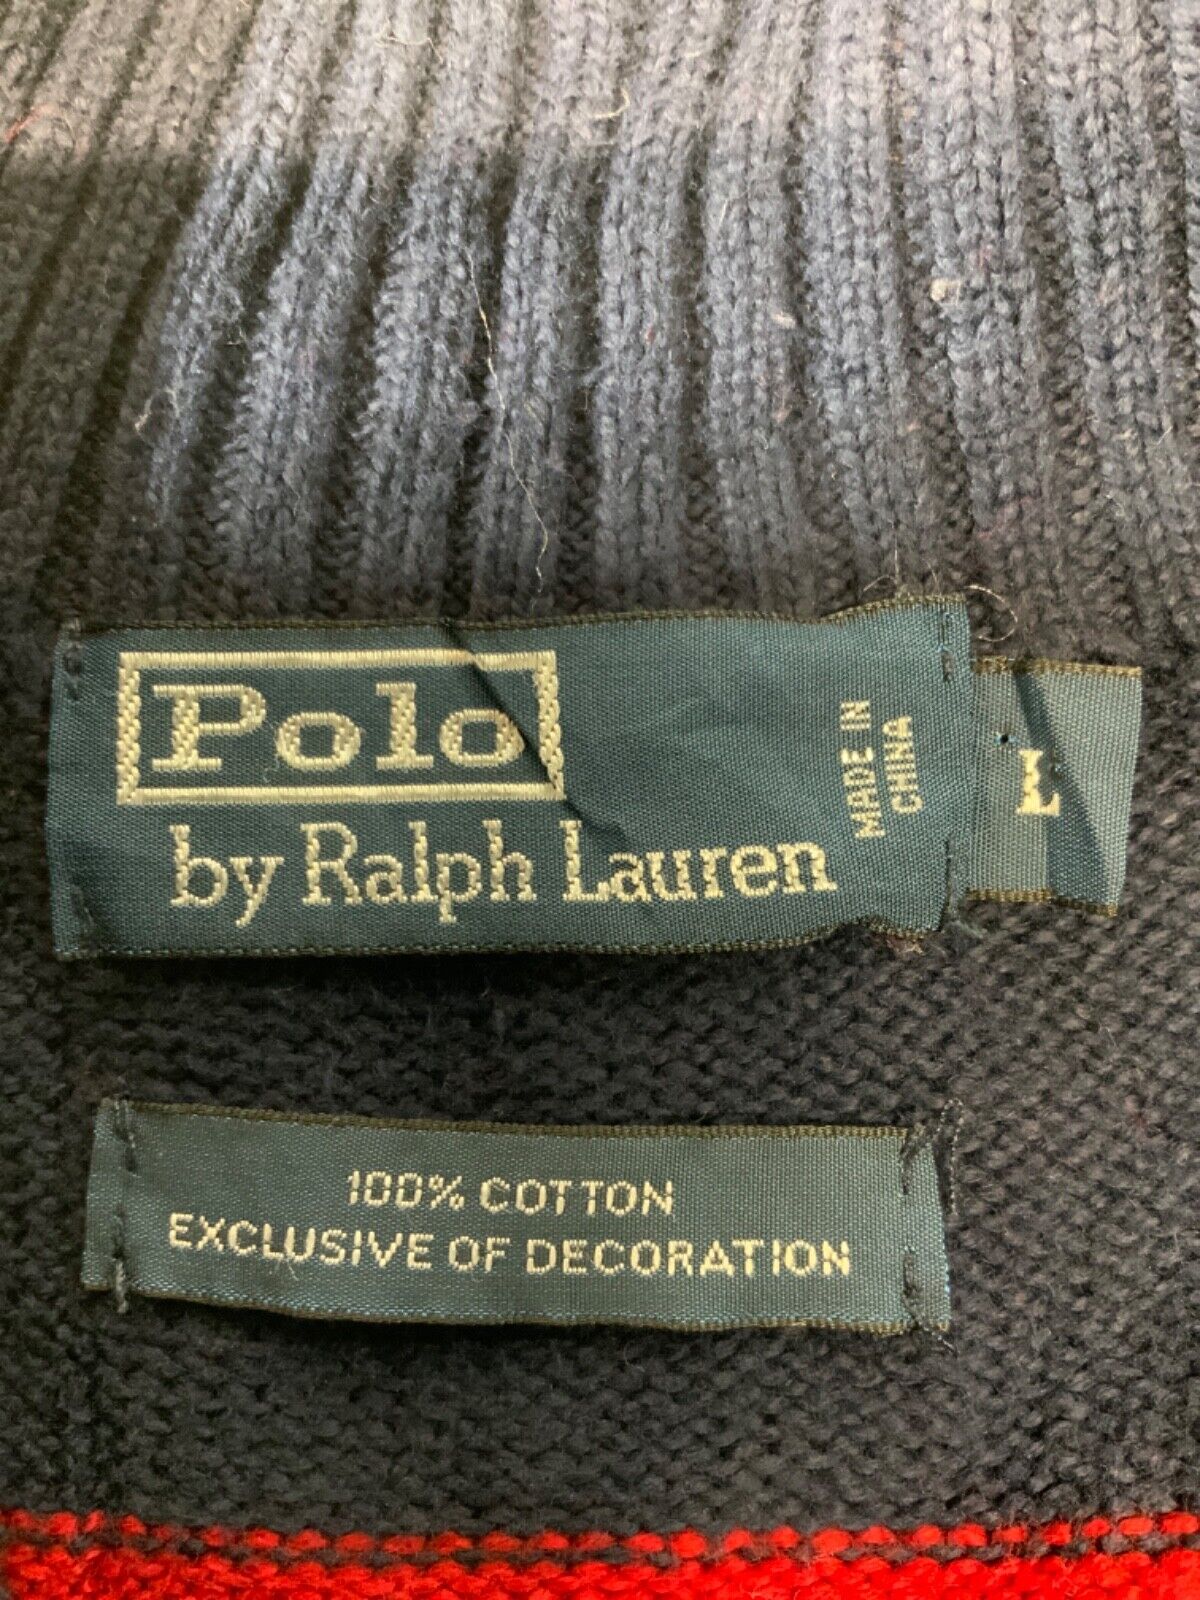 Polo
by Ralph Lauren
MADE IN
CHINA
L
100% COTTON
EXCLUSIVE OF DECORATION